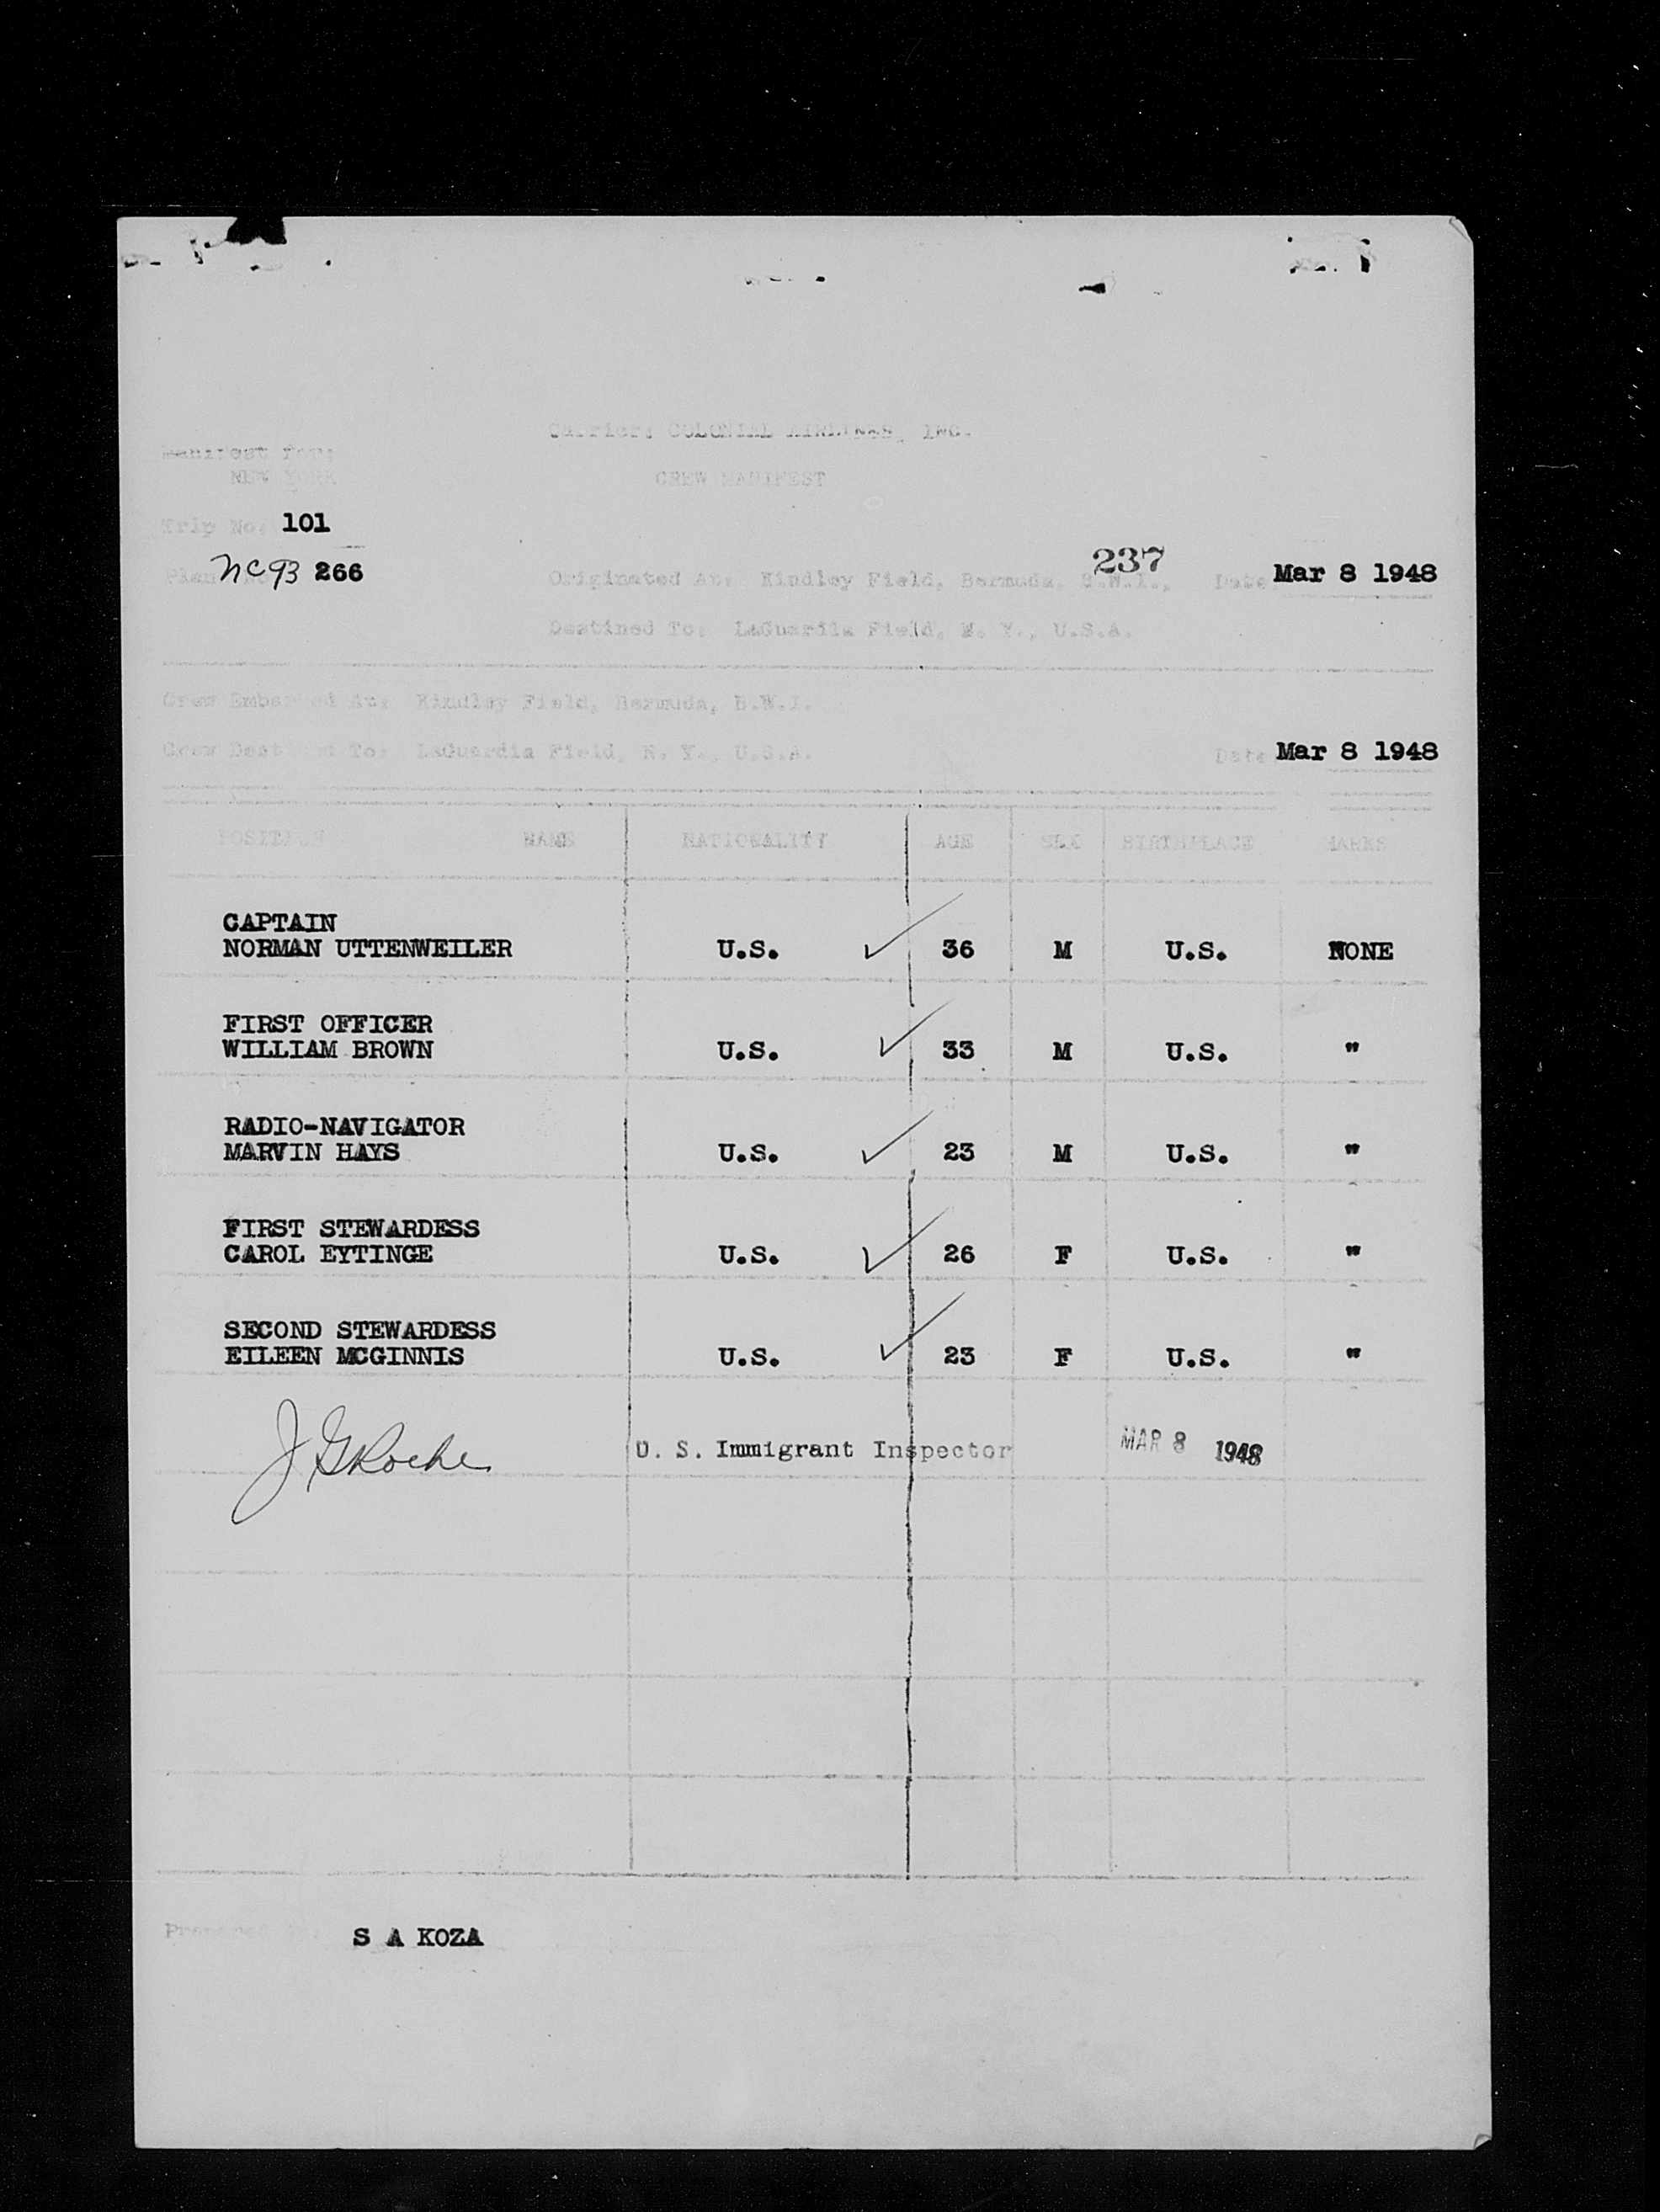 Carrier: COLONIAL AIRLINES, INC.
Manifest for:
NEW YORK
CREW MANIFEST
Trip No. 101
237
Plane NC93 266 Originated At: Kindley Field, Bermuda, B.W.I., Date Mar 8 1948
Destined To: LaGuardia Field, N. Y., U.S.A.
Crew Embarked At: Kindley Field, Bermuda, B.W.I.
Crew Destined To: LaGuardia Field, N. Y., U.S.A. Date Mar 8 1948
POSITION NAME NATIONALITY AGE SEX BIRTHPLACE MARKS
CAPTAIN
NORMAN UTTENWEILER U.S. ✓ 36 M U.S. NONE
FIRST OFFICER
WILLIAM BROWN U.S. ✓ 33 M U.S. "
RADIO-NAVIGATOR
MARVIN HAYS U.S. ✓ 23 M U.S. "
FIRST STEWARDESS
CAROL EYTINGE U.S. ✓ 26 F U.S. "
SECOND STEWARDESS
EILEEN MCGINNIS U.S. ✓ 23 F U.S. "
J G Roche U. S. Immigrant Inspector MAR 8 1948
S A KOZA